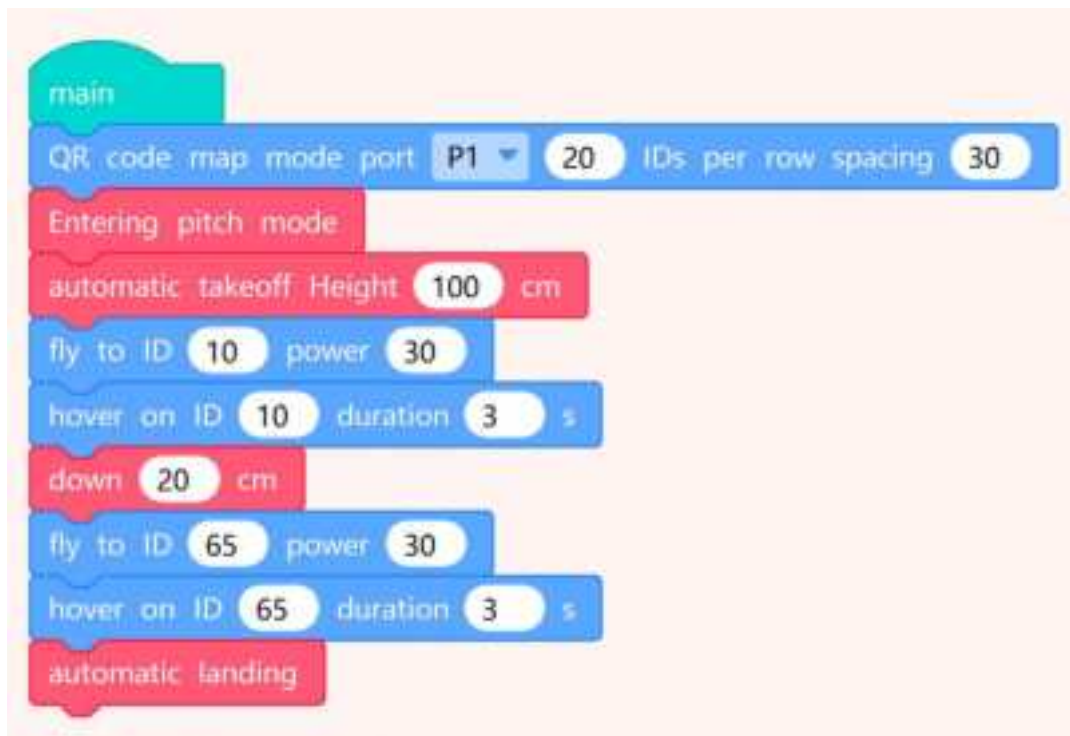 main
QR code map mode port P1 20 IDs per row spacing 30
Entering pitch mode
automatic takeoff Height 100 cm
fly to ID 10 power 30
hover on ID 10 duration 3 s
down 20 cm
fly to ID 65 power 30
hover on ID 65 duration 3 s
automatic landing